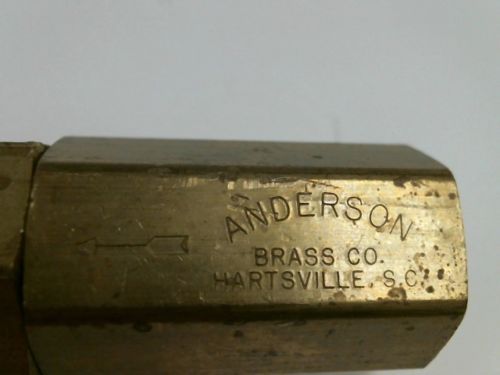 ANDERSON
BRASS CO.
HARTSVILLE, S.C.